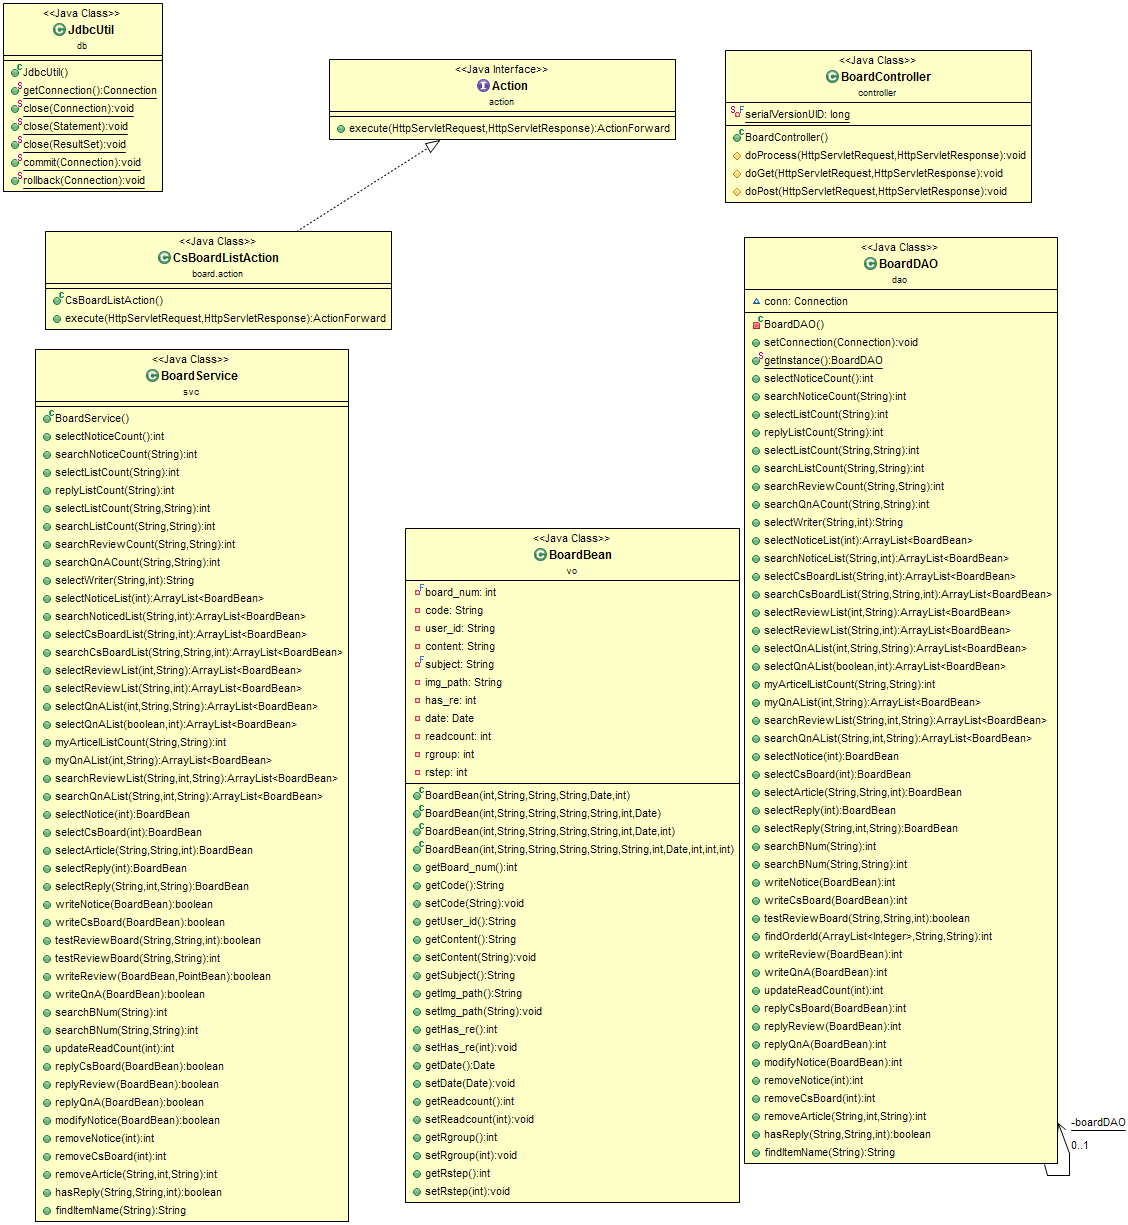 <<Java Class>>
JdbcUtil
db
JdbcUtil()
getConnection():Connection
close(Connection):void
close(Statement):void
close(ResultSet):void
commit(Connection):void
rollback(Connection):void
<<Java Interface>>
Action
action
execute(HttpServletRequest,HttpServletResponse):ActionForward
<<Java Class>>
BoardController
controller
serialVersionUID: long
BoardController()
doProcess(HttpServletRequest,HttpServletResponse):void
doGet(HttpServletRequest,HttpServletResponse):void
doPost(HttpServletRequest,HttpServletResponse):void
<<Java Class>>
CsBoardListAction
board.action
CsBoardListAction()
execute(HttpServletRequest,HttpServletResponse):ActionForward
<<Java Class>>
BoardService
svc
BoardService()
selectNoticeCount():int
searchNoticeCount(String):int
selectListCount(String):int
replyListCount(String):int
selectListCount(String,String):int
searchListCount(String,String):int
searchReviewCount(String,String):int
searchQnACount(String,String):int
selectWriter(String,int):String
selectNoticeList(int):ArrayList<BoardBean>
searchNoticedList(String,int):ArrayList<BoardBean>
selectCsBoardList(String,int):ArrayList<BoardBean>
searchCsBoardList(String,String,int):ArrayList<BoardBean>
selectReviewList(int,String):ArrayList<BoardBean>
selectReviewList(String,int):ArrayList<BoardBean>
selectQnAList(int,String,String):ArrayList<BoardBean>
selectQnAList(boolean,int):ArrayList<BoardBean>
myArticelListCount(String,String):int
myQnAList(int,String):ArrayList<BoardBean>
searchReviewList(String,int,String):ArrayList<BoardBean>
searchQnAList(String,int,String):ArrayList<BoardBean>
selectNotice(int):BoardBean
selectCsBoard(int):BoardBean
selectArticle(String,String,int):BoardBean
selectReply(int):BoardBean
selectReply(String,int,String):BoardBean
writeNotice(BoardBean):boolean
writeCsBoard(BoardBean):boolean
testReviewBoard(String,String,int):boolean
testReviewBoard(String,String):int
writeReview(BoardBean,PointBean):boolean
writeQnA(BoardBean):boolean
searchBNum(String):int
searchBNum(String,String):int
updateReadCount(int):int
replyCsBoard(BoardBean):boolean
replyReview(BoardBean):boolean
replyQnA(BoardBean):boolean
modifyNotice(BoardBean):boolean
removeNotice(int):int
removeCsBoard(int):int
removeArticle(String,int,String):int
hasReply(String,String,int):boolean
findItemName(String):String
<<Java Class>>
BoardBean
vo
board_num: int
code: String
user_id: String
content: String
subject: String
img_path: String
has_re: int
date: Date
readcount: int
rgroup: int
rstep: int
BoardBean(int,String,String,String,Date,int)
BoardBean(int,String,String,String,String,int,Date)
BoardBean(int,String,String,String,String,int,Date,int)
BoardBean(int,String,String,String,String,String,int,Date,int,int,int)
getBoard_num():int
getCode():String
setCode(String):void
getUser_id():String
getContent():String
setContent(String):void
getSubject():String
getImg_path():String
setImg_path(String):void
getHas_re():int
setHas_re(int):void
getDate():Date
setDate(Date):void
getReadcount():int
setReadcount(int):void
getRgroup():int
setRgroup(int):void
getRstep():int
setRstep(int):void
<<Java Class>>
BoardDAO
dao
conn: Connection
BoardDAO()
setConnection(Connection):void
getInstance():BoardDAO
selectNoticeCount():int
searchNoticeCount(String):int
selectListCount(String):int
replyListCount(String):int
selectListCount(String,String):int
searchListCount(String,String):int
searchReviewCount(String,String):int
searchQnACount(String,String):int
selectWriter(String,int):String
selectNoticeList(int):ArrayList<BoardBean>
searchNoticeList(String,int):ArrayList<BoardBean>
selectCsBoardList(String,int):ArrayList<BoardBean>
searchCsBoardList(String,String,int):ArrayList<BoardBean>
selectReviewList(int,String):ArrayList<BoardBean>
selectReviewList(String,int):ArrayList<BoardBean>
selectQnAList(int,String,String):ArrayList<BoardBean>
selectQnAList(boolean,int):ArrayList<BoardBean>
myArticelListCount(String,String):int
myQnAList(int,String):ArrayList<BoardBean>
searchReviewList(String,int,String):ArrayList<BoardBean>
searchQnAList(String,int,String):ArrayList<BoardBean>
selectNotice(int):BoardBean
selectCsBoard(int):BoardBean
selectArticle(String,String,int):BoardBean
selectReply(int):BoardBean
selectReply(String,int,String):BoardBean
searchBNum(String):int
searchBNum(String,String):int
writeNotice(BoardBean):int
writeCsBoard(BoardBean):int
testReviewBoard(String,String,int):boolean
findOrderId(ArrayList<Integer>,String,String):int
writeReview(BoardBean):int
writeQnA(BoardBean):int
updateReadCount(int):int
replyCsBoard(BoardBean):int
replyReview(BoardBean):int
replyQnA(BoardBean):int
modifyNotice(BoardBean):int
removeNotice(int):int
removeCsBoard(int):int
removeArticle(String,int,String):int
hasReply(String,String,int):boolean
findItemName(String):String
-boardDAO
0..1